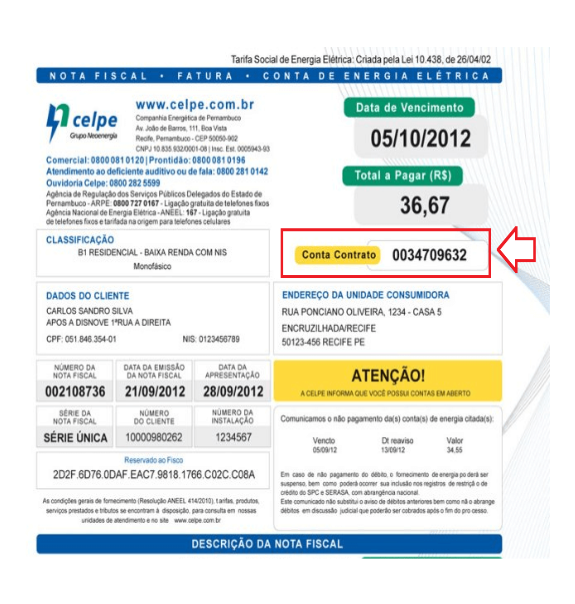 Tarifa Social de Energia Elétrica: Criada pela Lei 10.438, de 26/04/02
NOTA FISCAL • FATURA • CONTA DE ENERGIA ELÉTRICA
celpe
Grupo Neoenergia
www.celpe.com.br
Companhia Energética de Pernambuco
Av. João de Barros, 111, Boa Vista
Recife, Pernambuco - CEP 50050-902
CNPJ 10.835.932/0001-08 | Insc. Est. 0005943-93
Comercial: 0800 081 0120 | Prontidão: 0800 081 0196
Atendimento ao deficiente auditivo ou de fala: 0800 281 0142
Ouvidoria Celpe: 0800 282 5599
Agência de Regulação dos Serviços Públicos Delegados do Estado de
Pernambuco - ARPE: 0800 727 0167 - Ligação gratuita de telefones fixos
Agência Nacional de Energia Elétrica - ANEEL: 167 - Ligação gratuita
de telefones fixos e tarifada na origem para telefones celulares
Data de Vencimento
05/10/2012
Total a Pagar (R$)
36,67
CLASSIFICAÇÃO
B1 RESIDENCIAL - BAIXA RENDA COM NIS
Monofásico
Conta Contrato 0034709632
DADOS DO CLIENTE
CARLOS SANDRO SILVA
APOS A DISNOVE 1ªRUA A DIREITA
CPF: 051.846.354-01 NIS: 0123456789
ENDEREÇO DA UNIDADE CONSUMIDORA
RUA PONCIANO OLIVEIRA, 1234 - CASA 5
ENCRUZILHADA/RECIFE
50123-456 RECIFE PE
NÚMERO DA NOTA FISCAL
002108736
DATA DA EMISSÃO DA NOTA FISCAL
21/09/2012
DATA DA APRESENTAÇÃO
28/09/2012
SÉRIE DA NOTA FISCAL
SÉRIE ÚNICA
NÚMERO DO CLIENTE
10000980262
NÚMERO DA INSTALAÇÃO
1234567
Reservado ao Fisco
2D2F.6D76.0DAF.EAC7.9818.1766.C02C.C08A
As condições gerais de fornecimento (Resolução ANEEL 414/2010). tarifas, produtos,
serviços prestados e tributos se encontram à disposição, para consulta em nossas
unidades de atendimento e no site www.celpe.com.br
ATENÇÃO!
A CELPE INFORMA QUE VOCÊ POSSUI CONTAS EM ABERTO
Comunicamos o não pagamento da(s) conta(s) de energia citada(s):
Vencto Dt reaviso Valor
05/09/12 13/09/12 34,55
Em caso de não pagamento do débito, o fornecimento de energia poderá ser
suspenso, bem como poderá ocorrer sua inclusão nos registros de restrição de
crédito do SPC e SERASA, com abrangência nacional.
Este comunicado não substitui o aviso de débitos anteriores bem como não o abrange
débitos em discussão judicial que poderão ser cobrados após o fim do processo.
DESCRIÇÃO DA NOTA FISCAL